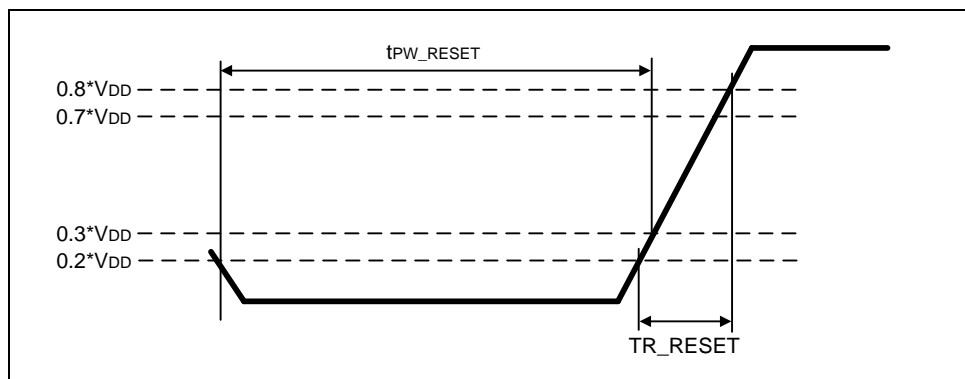 tPW_RESET
0.8*VDD
0.7*VDD
0.3*VDD
0.2*VDD
TR_RESET